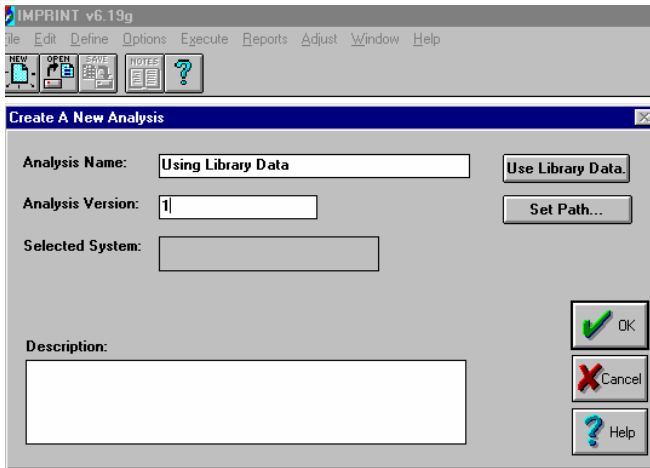 IMPRINT v6.19g
File Edit Define Options Execute Reports Adjust Window Help
NEW OPEN SAVE NOTES ?
Create A New Analysis
Analysis Name: Using Library Data Use Library Data.
Analysis Version: 1 Set Path...
Selected System:
OK
Description:
Cancel
? Help